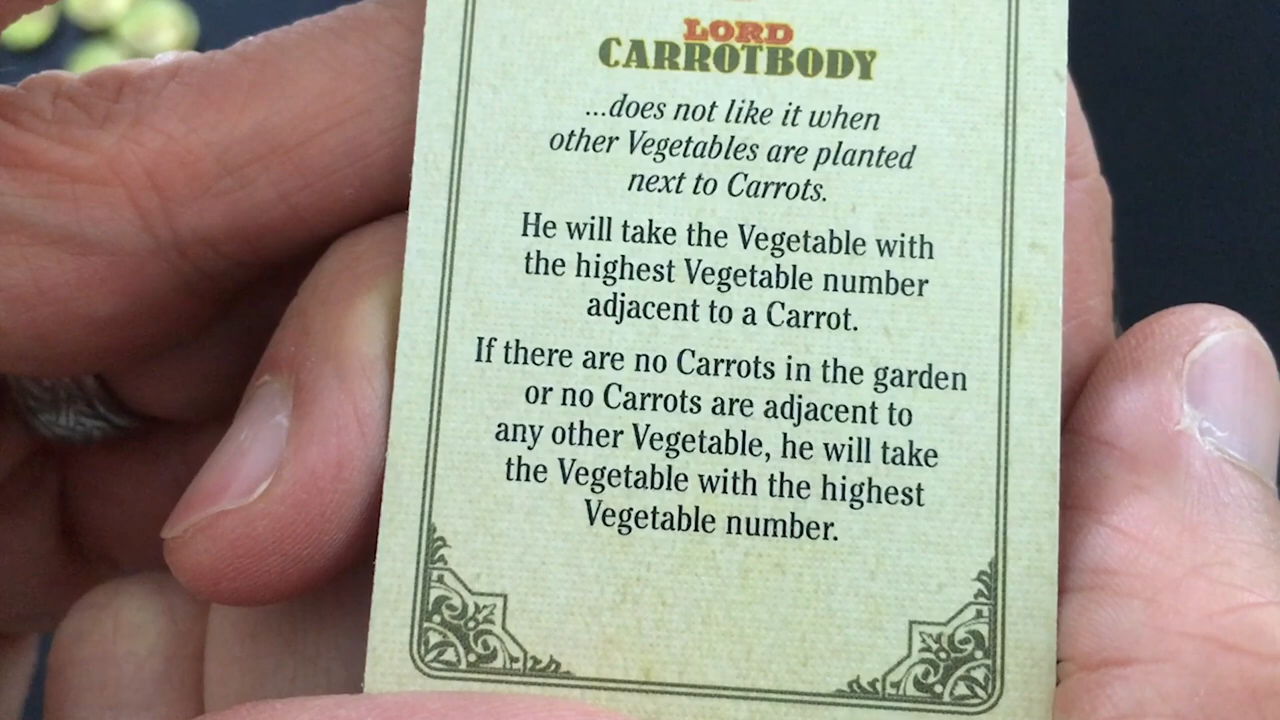 LORD
CARROTBODY
...does not like it when
other Vegetables are planted
next to Carrots.
He will take the Vegetable with
the highest Vegetable number
adjacent to a Carrot.
If there are no Carrots in the garden
or no Carrots are adjacent to
any other Vegetable, he will take
the Vegetable with the highest
Vegetable number.